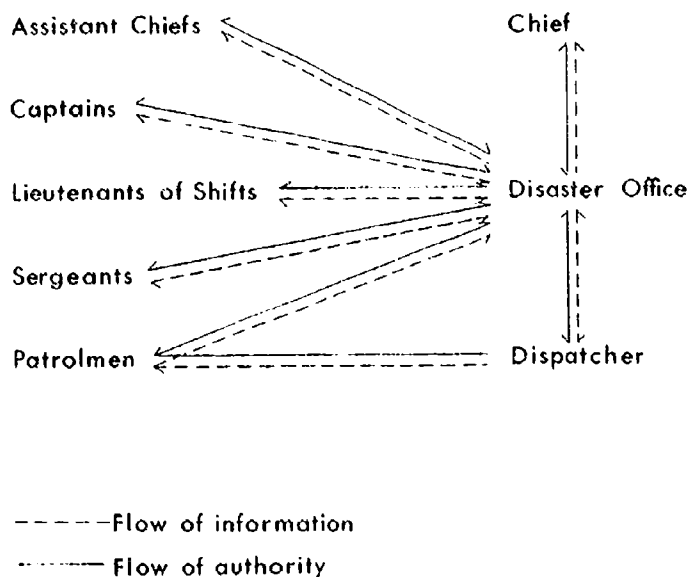 Assistant Chiefs
Chief
Captains
Lieutenants of Shifts
Disaster Office
Sergeants
Patrolmen
Dispatcher
Flow of information
Flow of authority